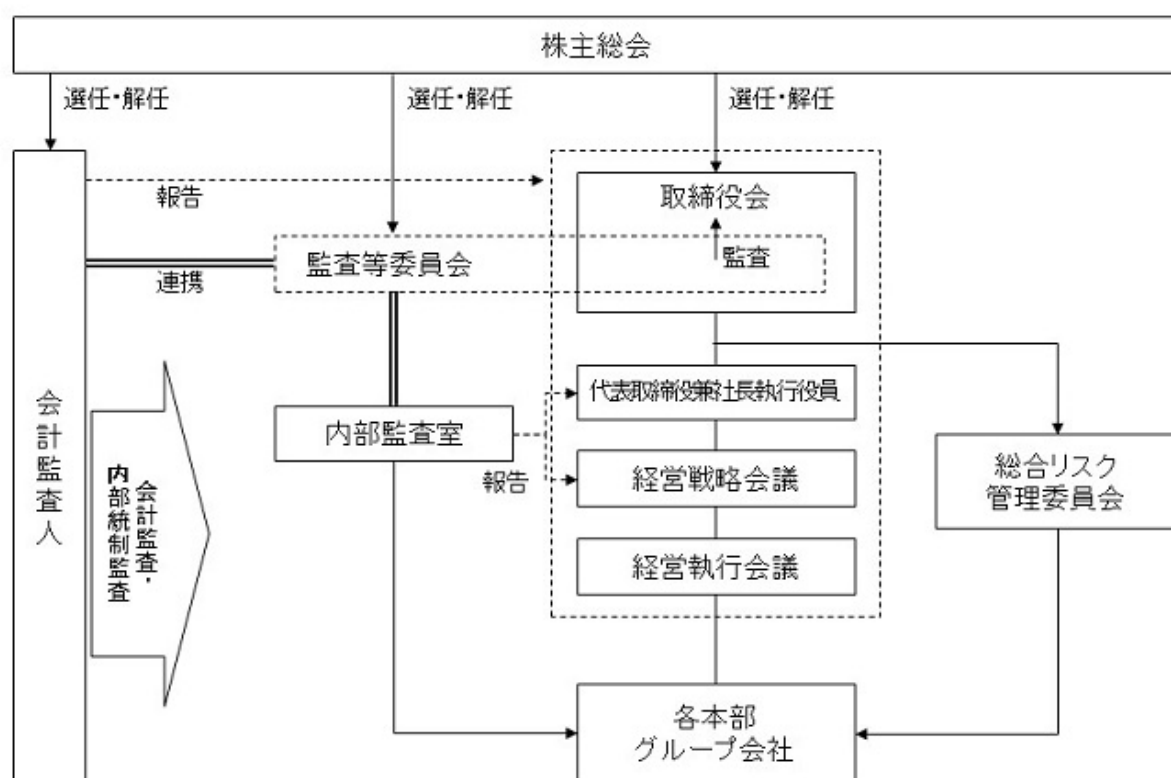 株主総会
選任・解任
選任・解任
選任・解任
報告
取締役会
監査等委員会
監査
連携
会計監査人
代表取締役兼社長執行役員
内部監査室
報告
経営戦略会議
総合リスク
管理委員会
会計監査・
内部統制監査
経営執行会議
各本部
グループ会社